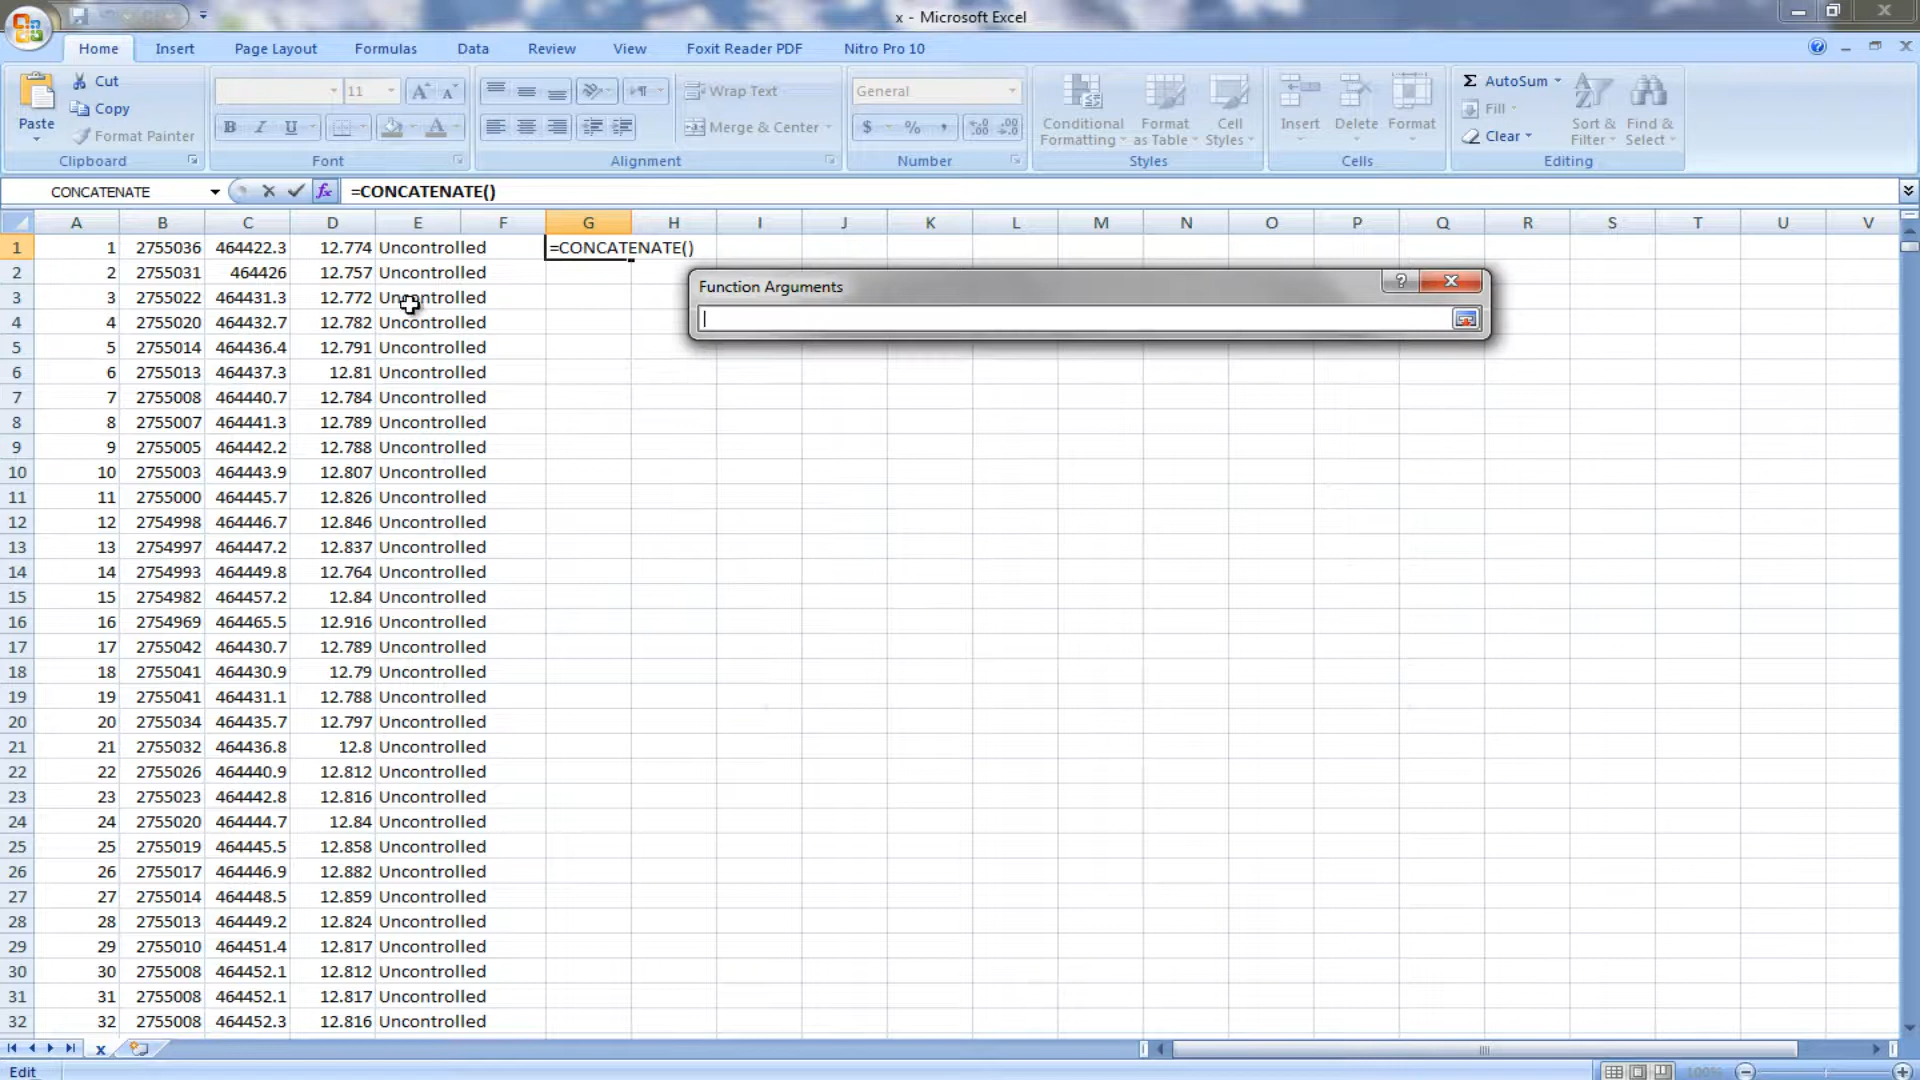 x - Microsoft Excel
Home Insert Page Layout Formulas Data Review View Foxit Reader PDF Nitro Pro 10
Paste
Cut
Copy
Format Painter
Clipboard
11
B I U
Font
Wrap Text
Merge & Center
Alignment
General
$ % ,
Number
Conditional Formatting
Format as Table
Cell Styles
Styles
Insert
Delete
Format
Cells
AutoSum
Fill
Clear
Sort & Filter
Find & Select
Editing
CONCATENATE fx =CONCATENATE()
A B C D E F G H I J K L M N O P Q R S T U V
1 1 2755036 464422.3 12.774 Uncontrolled =CONCATENATE()
2 2 2755031 464426 12.757 Uncontrolled
3 3 2755022 464431.3 12.772 Uncontrolled
4 4 2755020 464432.7 12.782 Uncontrolled
5 5 2755014 464436.4 12.791 Uncontrolled
6 6 2755013 464437.3 12.81 Uncontrolled
7 7 2755008 464440.7 12.784 Uncontrolled
8 8 2755007 464441.3 12.789 Uncontrolled
9 9 2755005 464442.2 12.788 Uncontrolled
10 10 2755003 464443.9 12.807 Uncontrolled
11 11 2755000 464445.7 12.826 Uncontrolled
12 12 2754998 464446.7 12.846 Uncontrolled
13 13 2754997 464447.2 12.837 Uncontrolled
14 14 2754993 464449.8 12.764 Uncontrolled
15 15 2754982 464457.2 12.84 Uncontrolled
16 16 2754969 464465.5 12.916 Uncontrolled
17 17 2755042 464430.7 12.789 Uncontrolled
18 18 2755041 464430.9 12.79 Uncontrolled
19 19 2755041 464431.1 12.788 Uncontrolled
20 20 2755034 464435.7 12.797 Uncontrolled
21 21 2755032 464436.8 12.8 Uncontrolled
22 22 2755026 464440.9 12.812 Uncontrolled
23 23 2755023 464442.8 12.816 Uncontrolled
24 24 2755020 464444.7 12.84 Uncontrolled
25 25 2755019 464445.5 12.858 Uncontrolled
26 26 2755017 464446.9 12.882 Uncontrolled
27 27 2755014 464448.5 12.859 Uncontrolled
28 28 2755013 464449.2 12.824 Uncontrolled
29 29 2755010 464451.4 12.817 Uncontrolled
30 30 2755008 464452.1 12.812 Uncontrolled
31 31 2755008 464452.1 12.817 Uncontrolled
32 32 2755008 464452.3 12.816 Uncontrolled
Function Arguments
x
Edit 100%